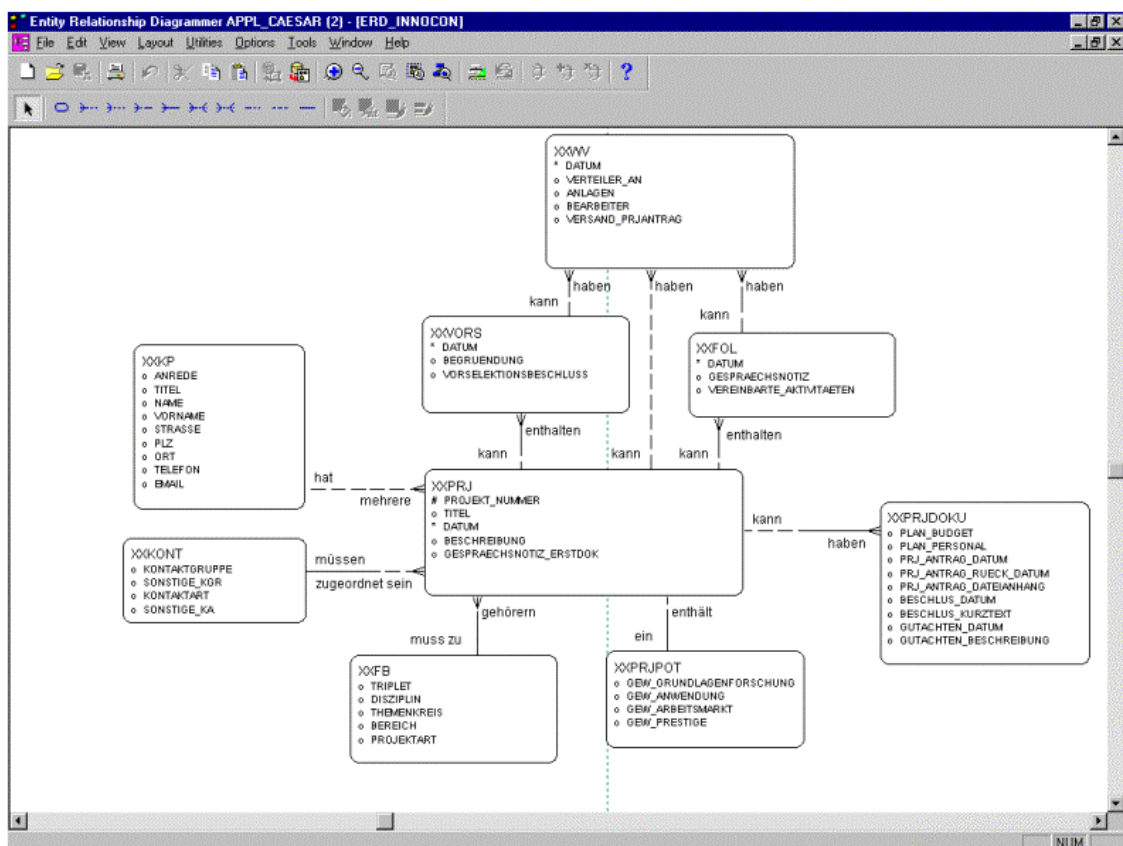 Entity Relationship Diagrammer APPL_CAESAR (2) - [ERD_INNOCON]
File Edit View Layout Utilities Options Tools Window Help
XXWV
* DATUM
o VERTEILER_AN
o ANLAGEN
o BEARBEITER
o VERSAND_PRJANTRAG
haben
haben
haben
kann
kann
XXVORS
* DATUM
o BEGRUENDUNG
o VORSELEKTIONSBESCHLUSS
XXFOL
* DATUM
o GESPRAECHSNOTIZ
o VEREINBARTE_AKTIVITAETEN
XXKP
o ANREDE
o TITEL
o NAME
o VORNAME
o STRASSE
o PLZ
o ORT
o TELEFON
o EMAIL
enthalten
enthalten
kann
kann
kann
hat
mehrere
XXPRJ
# PROJEKT_NUMMER
o TITEL
* DATUM
o BESCHREIBUNG
o GESPRAECHSNOTIZ_ERSTDOK
kann
haben
XXPRJDOKU
o PLAN_BUDGET
o PLAN_PERSONAL
o PRJ_ANTRAG_DATUM
o PRJ_ANTRAG_RUECK_DATUM
o PRJ_ANTRAG_DATEIANHANG
o BESCHLUS_DATUM
o BESCHLUS_KURZTEXT
o GUTACHTEN_DATUM
o GUTACHTEN_BESCHREIBUNG
XXKONT
o KONTAKTGRUPPE
o SONSTIGE_KGR
o KONTAKTART
o SONSTIGE_KA
müssen
zugeordnet sein
gehörern
muss zu
enthält
ein
XXFB
o TRIPLET
o DISZIPLIN
o THEMENKREIS
o BEREICH
o PROJEKTART
XXPRJPOT
o GEW_GRUNDLAGENFORSCHUNG
o GEW_ANWENDUNG
o GEW_ARBEITSMARKT
o GEW_PRESTIGE
NUM